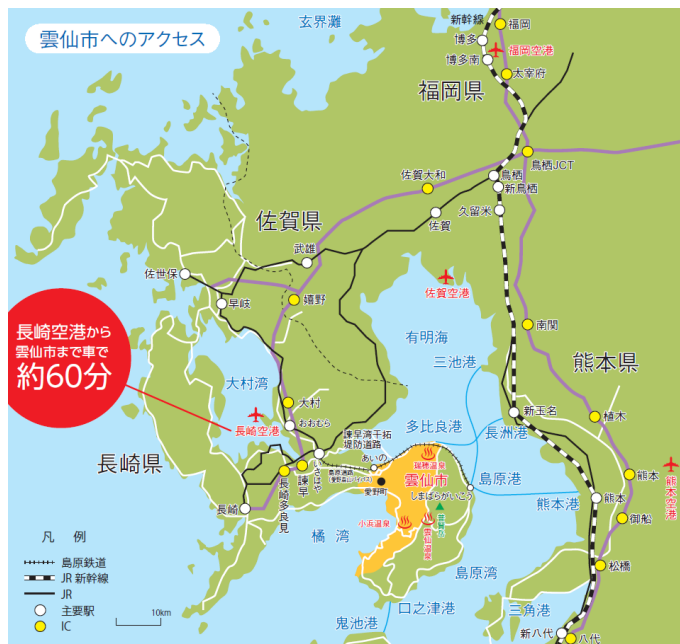 雲仙市へのアクセス
玄界灘
新幹線
福岡
博多
福岡空港
博多南
太宰府
福岡県
鳥栖JCT
佐賀大和
鳥栖
新鳥栖
久留米
佐賀
佐賀県
武雄
佐世保
嬉野
早岐
佐賀空港
南関
有明海
三池港
熊本県
長崎空港から
雲仙市まで車で
約60分
大村湾
大村
おおむら
長崎空港
新玉名
植木
多比良港
長洲港
諫早湾干拓
堤防道路
あいの
長崎県
いさはや
諫早
長崎多良見
長崎
愛野町
瑞穂温泉
雲仙市
しまばらがいこう
島原港
熊本
熊本空港
熊本港
熊本
御船
小浜温泉
雲仙温泉
橘湾
島原湾
松橋
口之津港
三角港
鬼池港
新八代
八代
凡例
島原鉄道
JR 新幹線
JR
主要駅
IC
10km